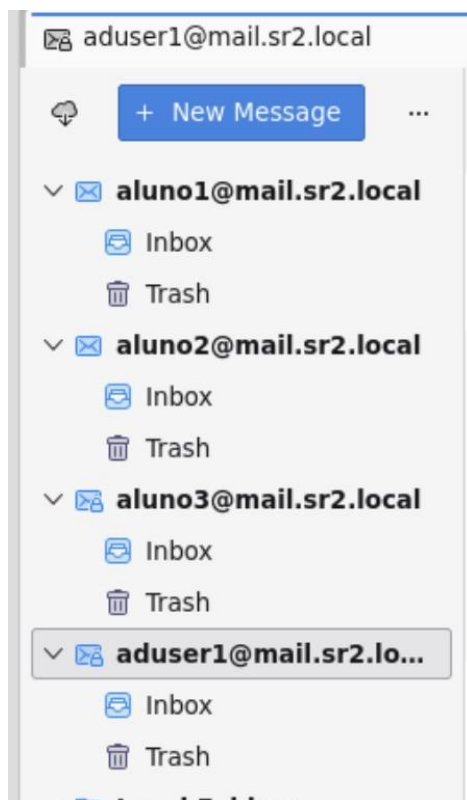 aduser1@mail.sr2.local
+ New Message ...
aluno1@mail.sr2.local
Inbox
Trash
aluno2@mail.sr2.local
Inbox
Trash
aluno3@mail.sr2.local
Inbox
Trash
aduser1@mail.sr2.lo...
Inbox
Trash